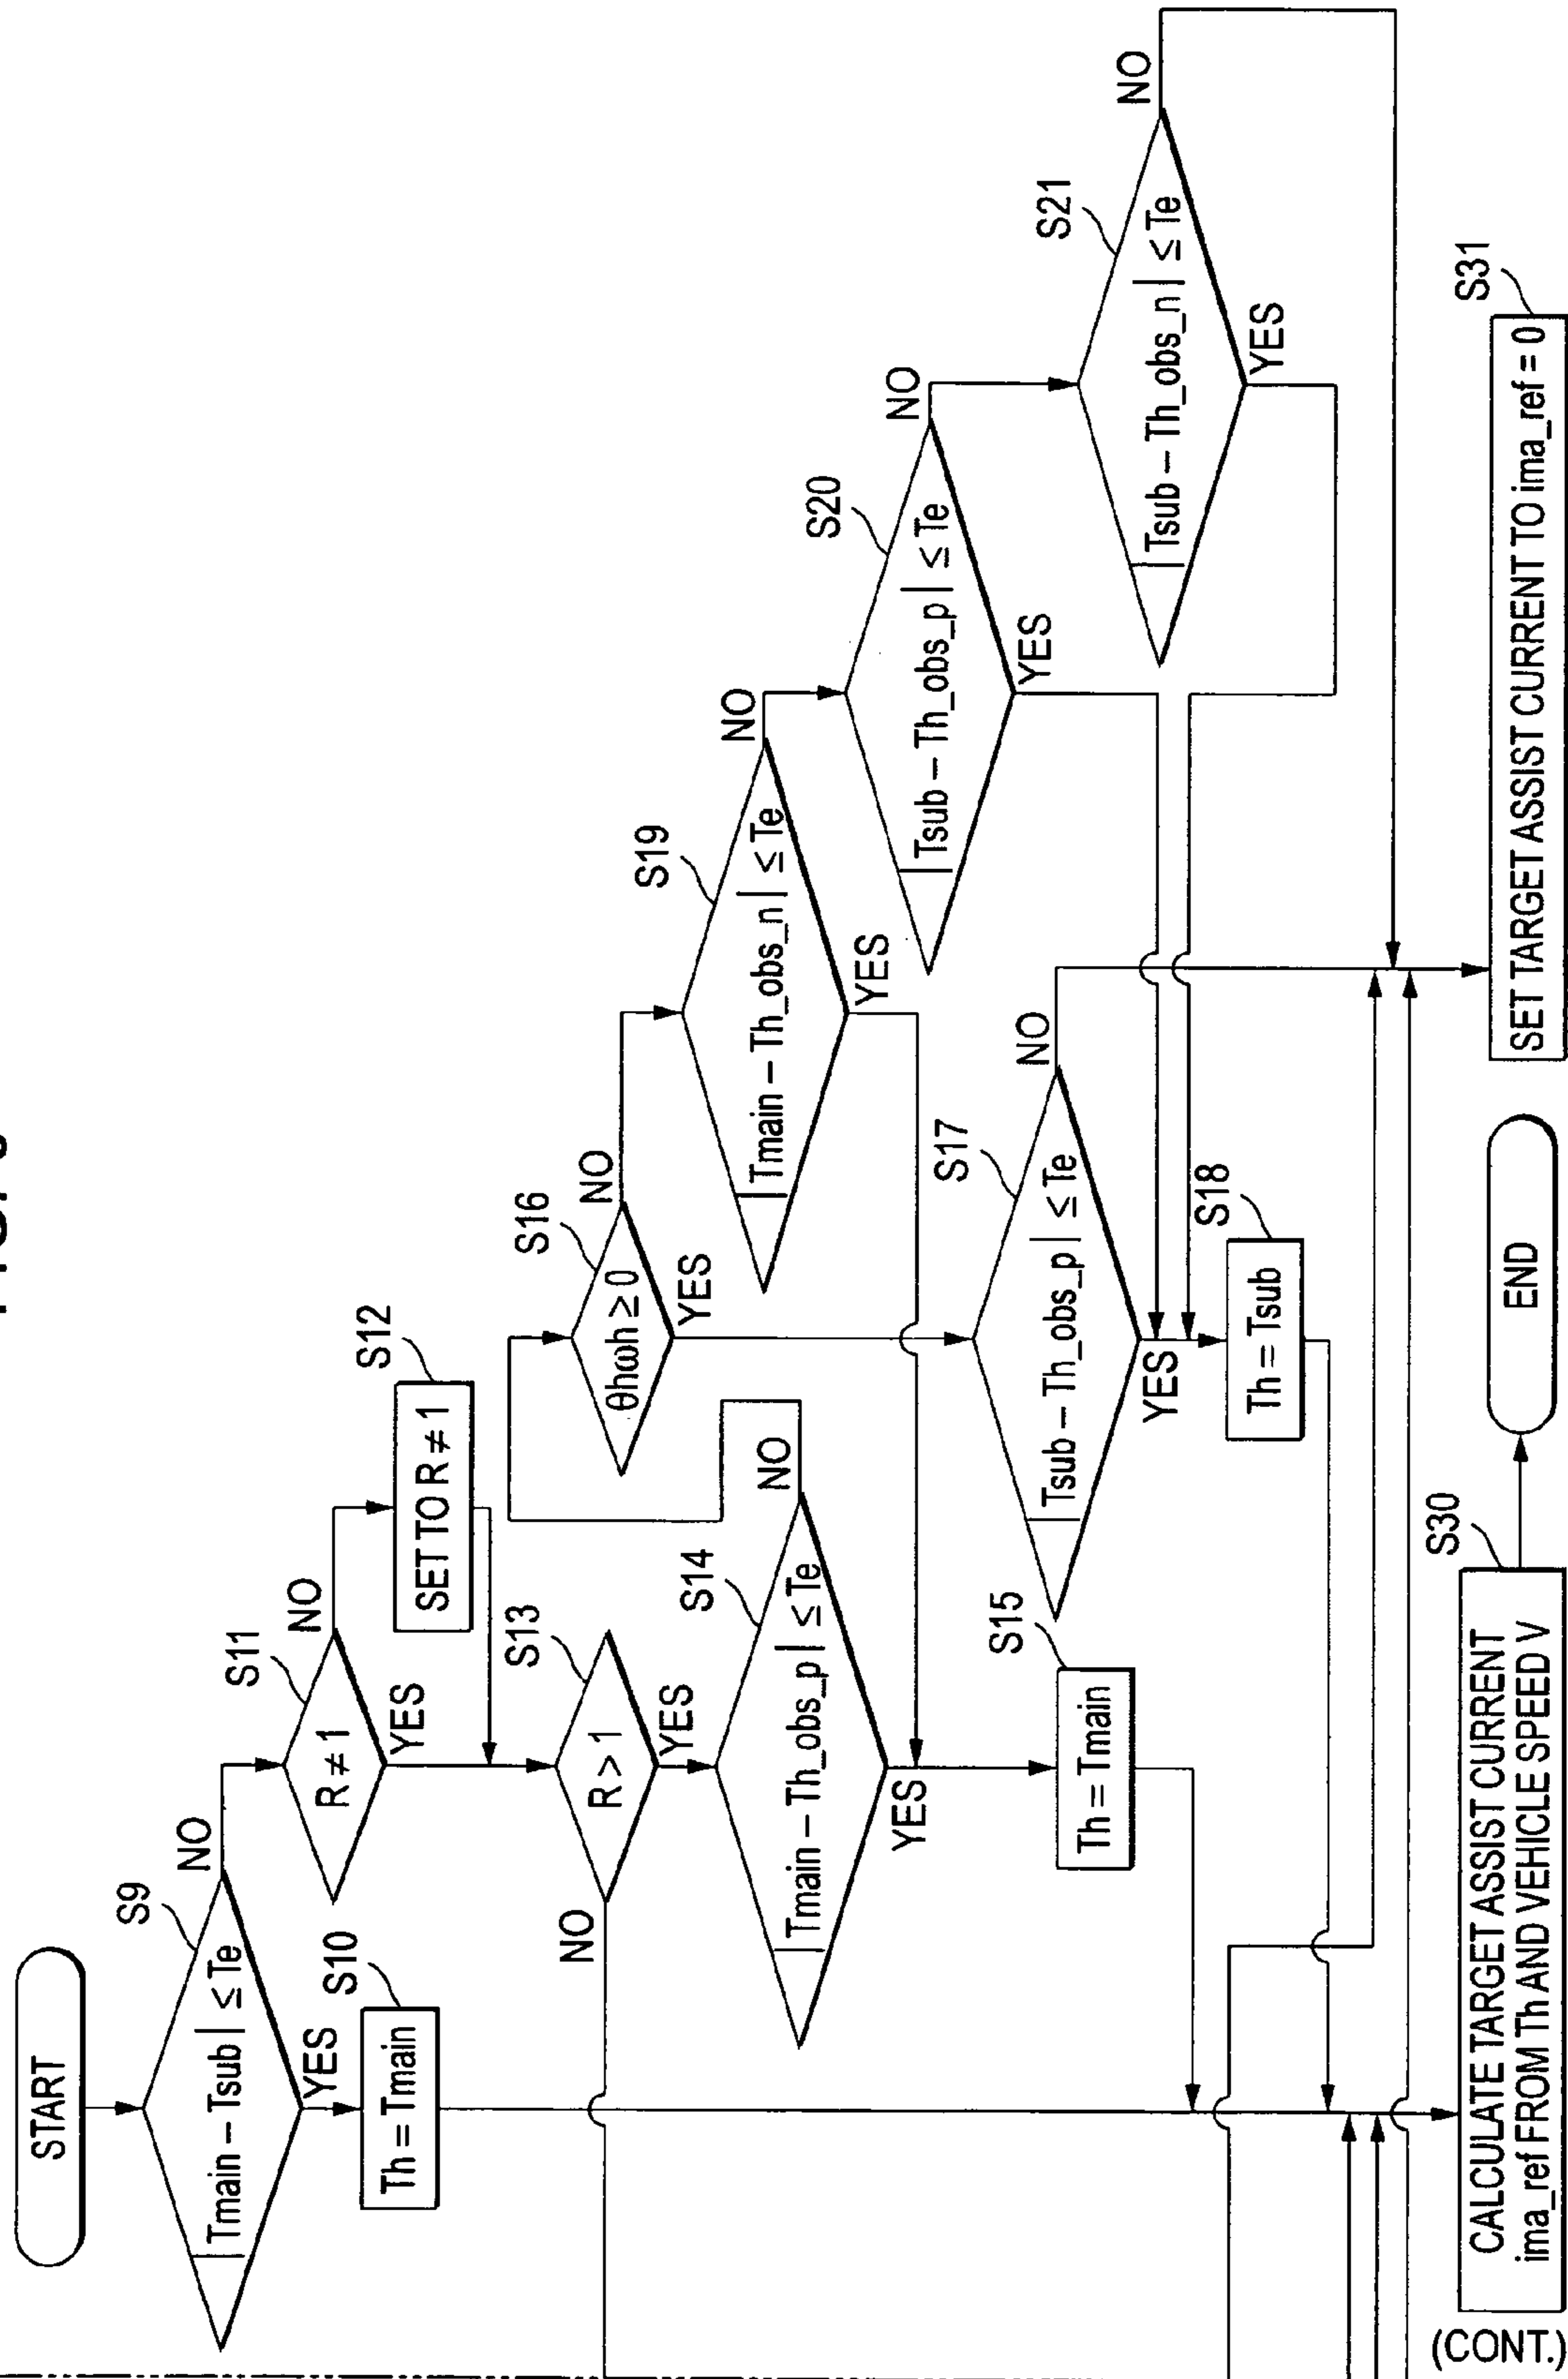 START
S9
| Tmain – Tsub | ≤ Te
NO
YES
S10
Th = Tmain
S11
R ≠ 1
NO
YES
S12
SET TO R ≠ 1
S13
R > 1
NO
YES
S14
| Tmain – Th_obs_p | ≤ Te
NO
YES
S15
Th = Tmain
S16
θhωh ≥ 0
NO
YES
S17
| Tsub – Th_obs_p | ≤ Te
NO
YES
S18
Th = Tsub
S19
| Tmain – Th_obs_n | ≤ Te
NO
YES
S20
| Tsub – Th_obs_p | ≤ Te
NO
YES
S21
| Tsub – Th_obs_n | ≤ Te
NO
YES
S30
CALCULATE TARGET ASSIST CURRENT
ima_ref FROM Th AND VEHICLE SPEED V
END
S31
SET TARGET ASSIST CURRENT TO ima_ref = 0
(CONT.)